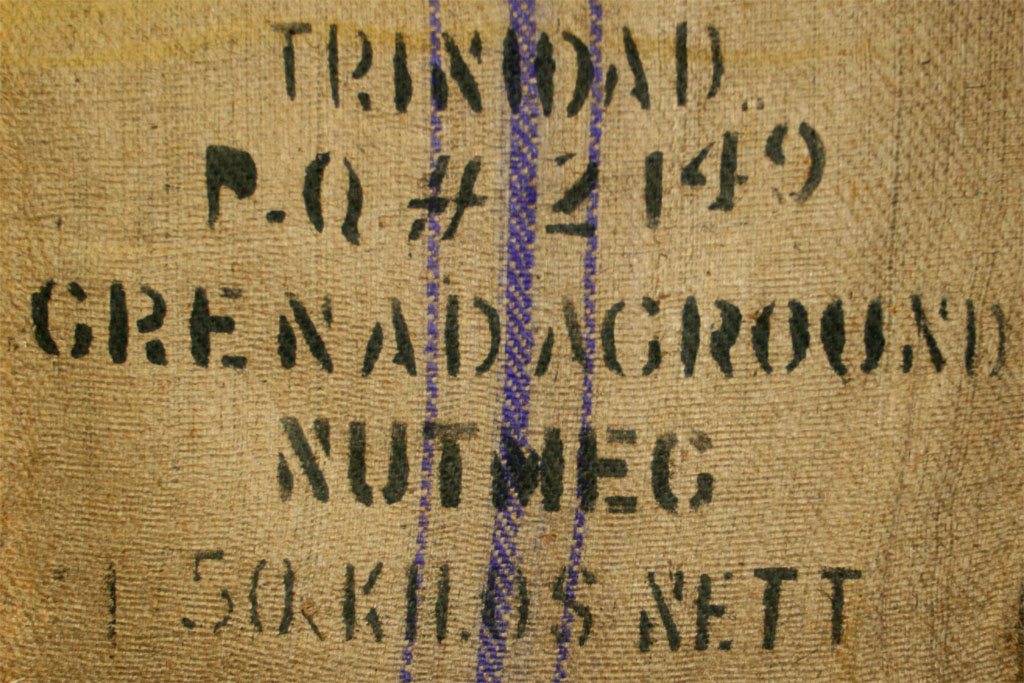 TRINIDAD
P.O # 2149
GRENADA GROUND
NUTMEG
50 KILOS NETT